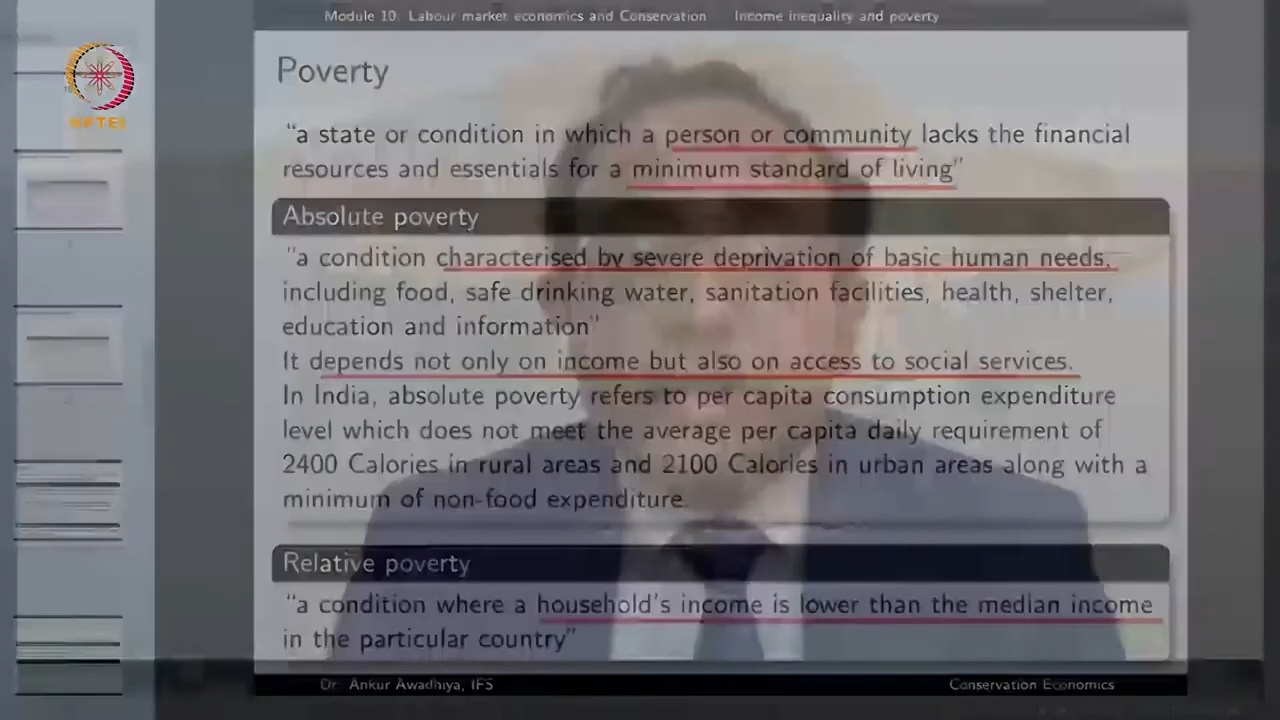 Module 10: Labour market economics and Conservation Income inequality and poverty
NPTEL
Poverty
"a state or condition in which a person or community lacks the financial
resources and essentials for a minimum standard of living"
Absolute poverty
"a condition characterised by severe deprivation of basic human needs,
including food, safe drinking water, sanitation facilities, health, shelter,
education and information"
It depends not only on income but also on access to social services.
In India, absolute poverty refers to per capita consumption expenditure
level which does not meet the average per capita daily requirement of
2400 Calories in rural areas and 2100 Calories in urban areas along with a
minimum of non-food expenditure.
Relative poverty
"a condition where a household's income is lower than the median income
in the particular country"
Dr. Ankur Awadhiya, IFS Conservation Economics